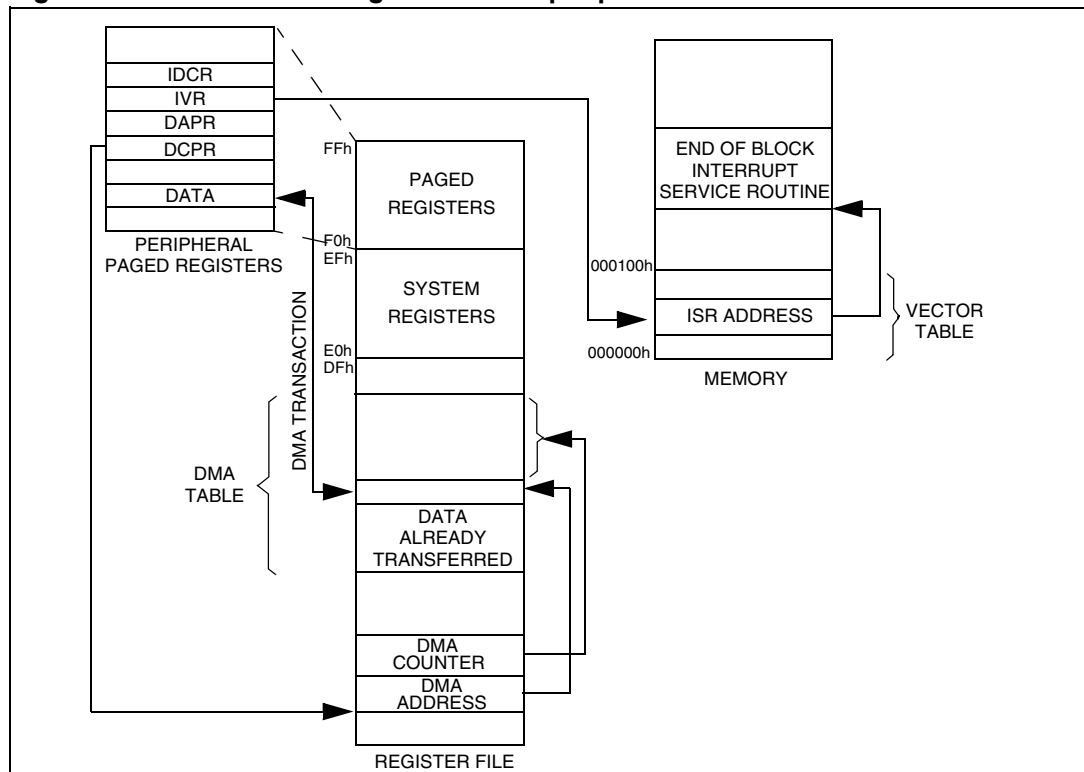 IDCR
IVR
DAPR
DCPR
DATA
PERIPHERAL
PAGED REGISTERS
FFh
PAGED
REGISTERS
F0h
EFh
SYSTEM
REGISTERS
E0h
DFh
DMA TRANSACTION
DMA
TABLE
DATA
ALREADY
TRANSFERRED
DMA
COUNTER
DMA
ADDRESS
REGISTER FILE
END OF BLOCK
INTERRUPT
SERVICE ROUTINE
000100h
ISR ADDRESS
000000h
VECTOR
TABLE
MEMORY